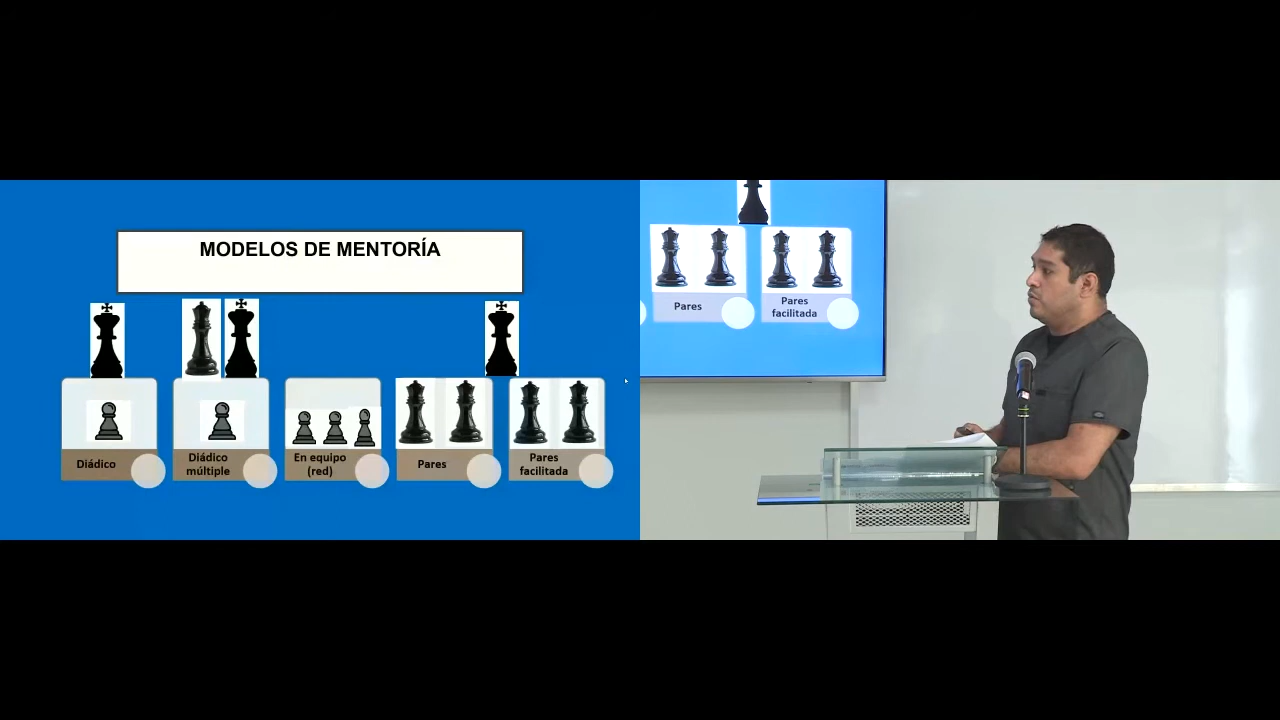 MODELOS DE MENTORÍA
Diádico
Diádico
múltiple
En equipo
(red)
Pares
Pares
facilitada
Pares
Pares
facilitada